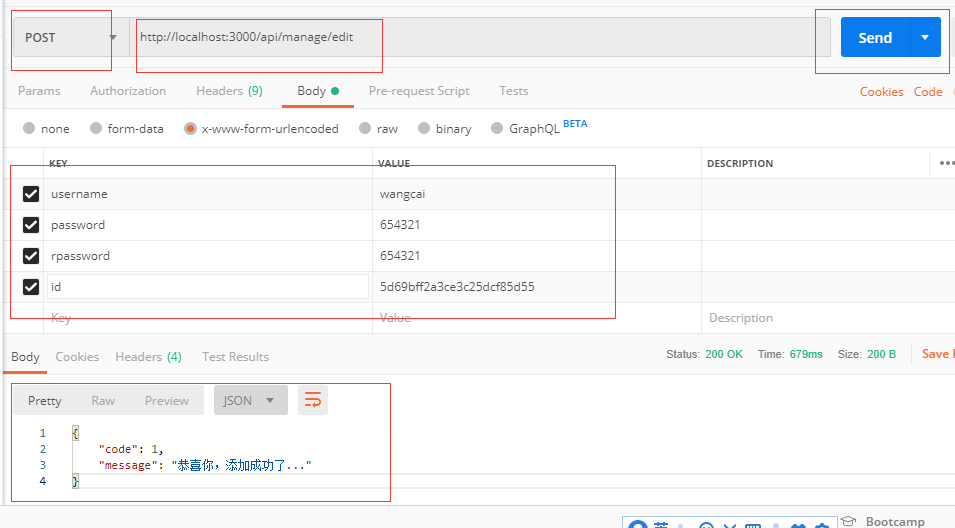 POST http://localhost:3000/api/manage/edit Send
Params Authorization Headers (9) Body Pre-request Script Tests Cookies Code
none form-data x-www-form-urlencoded raw binary GraphQL BETA
KEY VALUE DESCRIPTION
username wangcai
password 654321
rpassword 654321
id 5d69bff2a3ce3c25dcf85d55
Key Value Description
Body Cookies Headers (4) Test Results Status: 200 OK Time: 679ms Size: 200 B Save
Pretty Raw Preview JSON
1 {
2 "code": 1,
3 "message": "恭喜你，添加成功了..."
4 }
英 Bootcamp